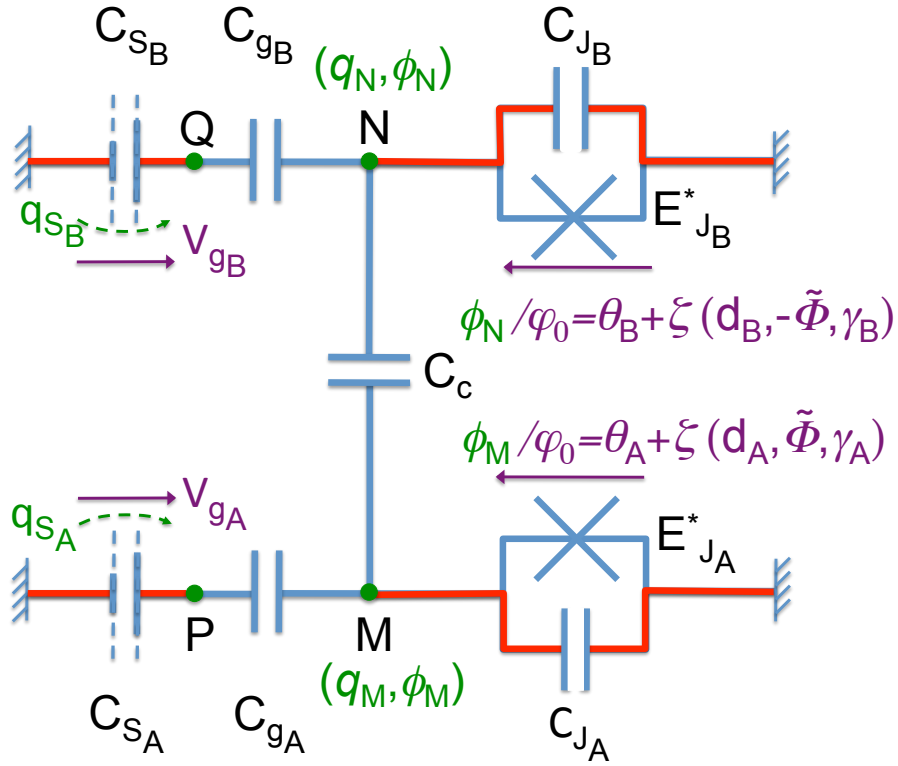 C_{S_B} C_{g_B} C_{J_B}
(q_N,ϕ_N)
Q N
q_{S_B} V_{g_B} E^*_{J_B}
ϕ_N/φ_0=θ_B+ζ(d_B,-Φ̃,γ_B)
C_c
ϕ_M/φ_0=θ_A+ζ(d_A,Φ̃,γ_A)
q_{S_A} V_{g_A} E^*_{J_A}
P M
(q_M,ϕ_M)
C_{S_A} C_{g_A} C_{J_A}